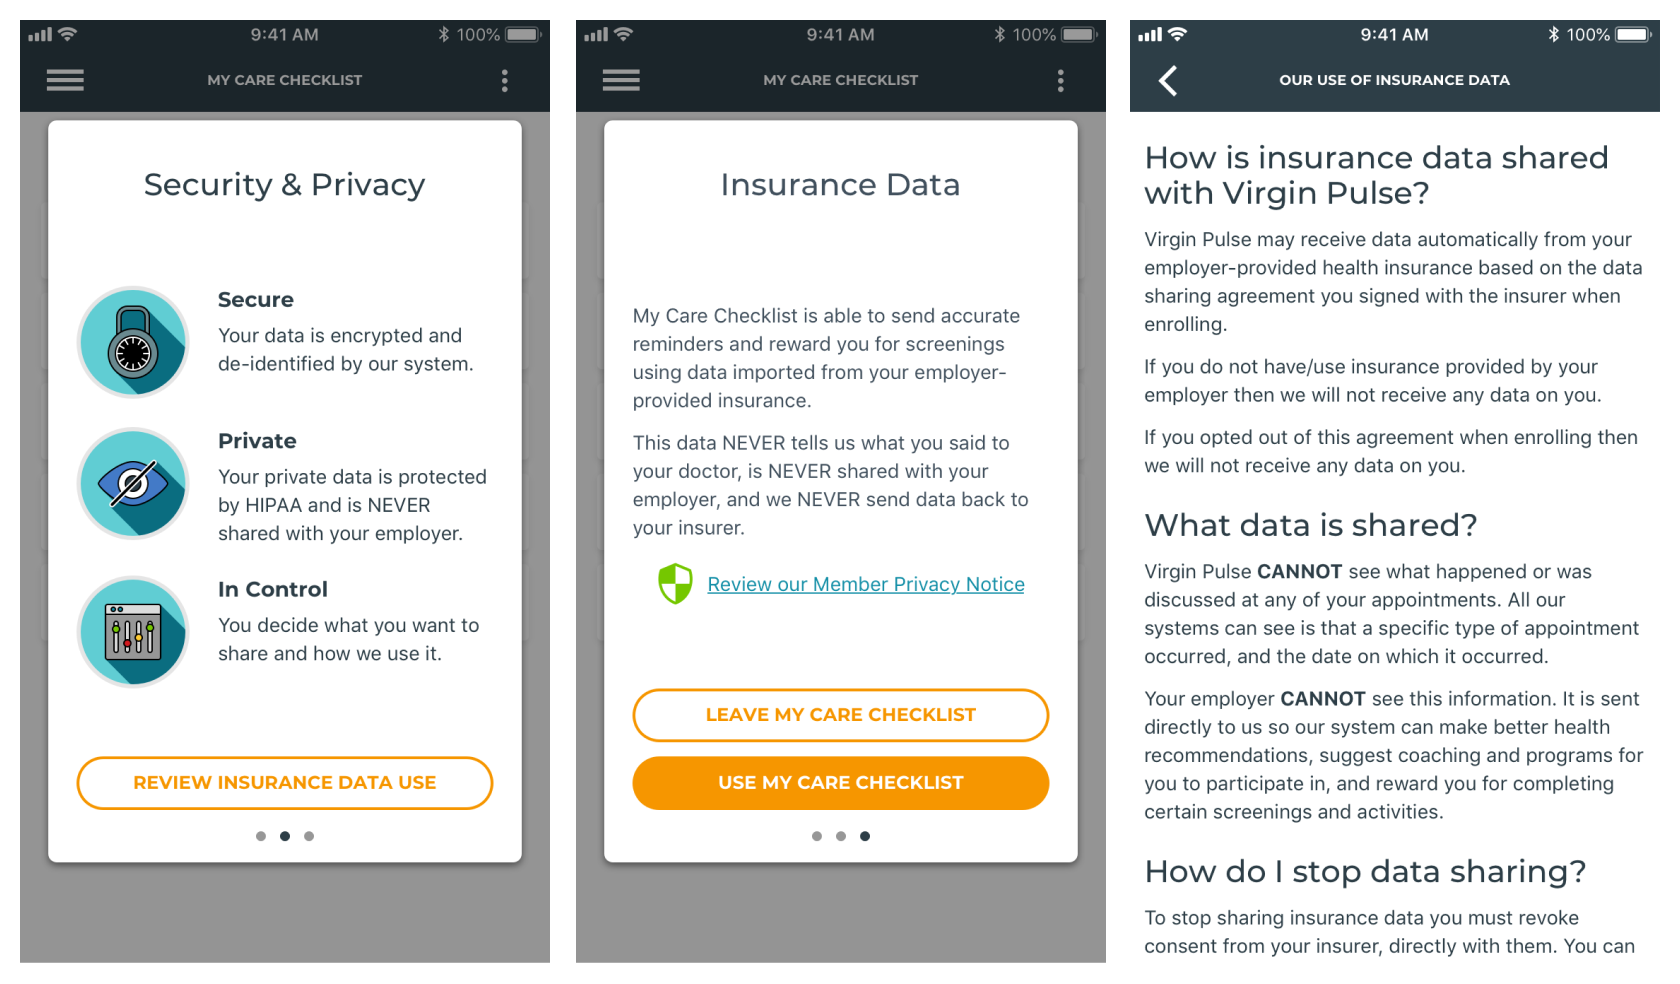 9:41 AM
100%
MY CARE CHECKLIST
Security & Privacy
Secure
Your data is encrypted and
de-identified by our system.
Private
Your private data is protected
by HIPAA and is NEVER
shared with your employer.
In Control
You decide what you want to
share and how we use it.
REVIEW INSURANCE DATA USE
9:41 AM
100%
MY CARE CHECKLIST
Insurance Data
My Care Checklist is able to send accurate
reminders and reward you for screenings
using data imported from your employer-
provided insurance.
This data NEVER tells us what you said to
your doctor, is NEVER shared with your
employer, and we NEVER send data back to
your insurer.
Review our Member Privacy Notice
LEAVE MY CARE CHECKLIST
USE MY CARE CHECKLIST
9:41 AM
100%
OUR USE OF INSURANCE DATA
How is insurance data shared
with Virgin Pulse?
Virgin Pulse may receive data automatically from your
employer-provided health insurance based on the data
sharing agreement you signed with the insurer when
enrolling.
If you do not have/use insurance provided by your
employer then we will not receive any data on you.
If you opted out of this agreement when enrolling then
we will not receive any data on you.
What data is shared?
Virgin Pulse CANNOT see what happened or was
discussed at any of your appointments. All our
systems can see is that a specific type of appointment
occurred, and the date on which it occurred.
Your employer CANNOT see this information. It is sent
directly to us so our system can make better health
recommendations, suggest coaching and programs for
you to participate in, and reward you for completing
certain screenings and activities.
How do I stop data sharing?
To stop sharing insurance data you must revoke
consent from your insurer, directly with them. You can